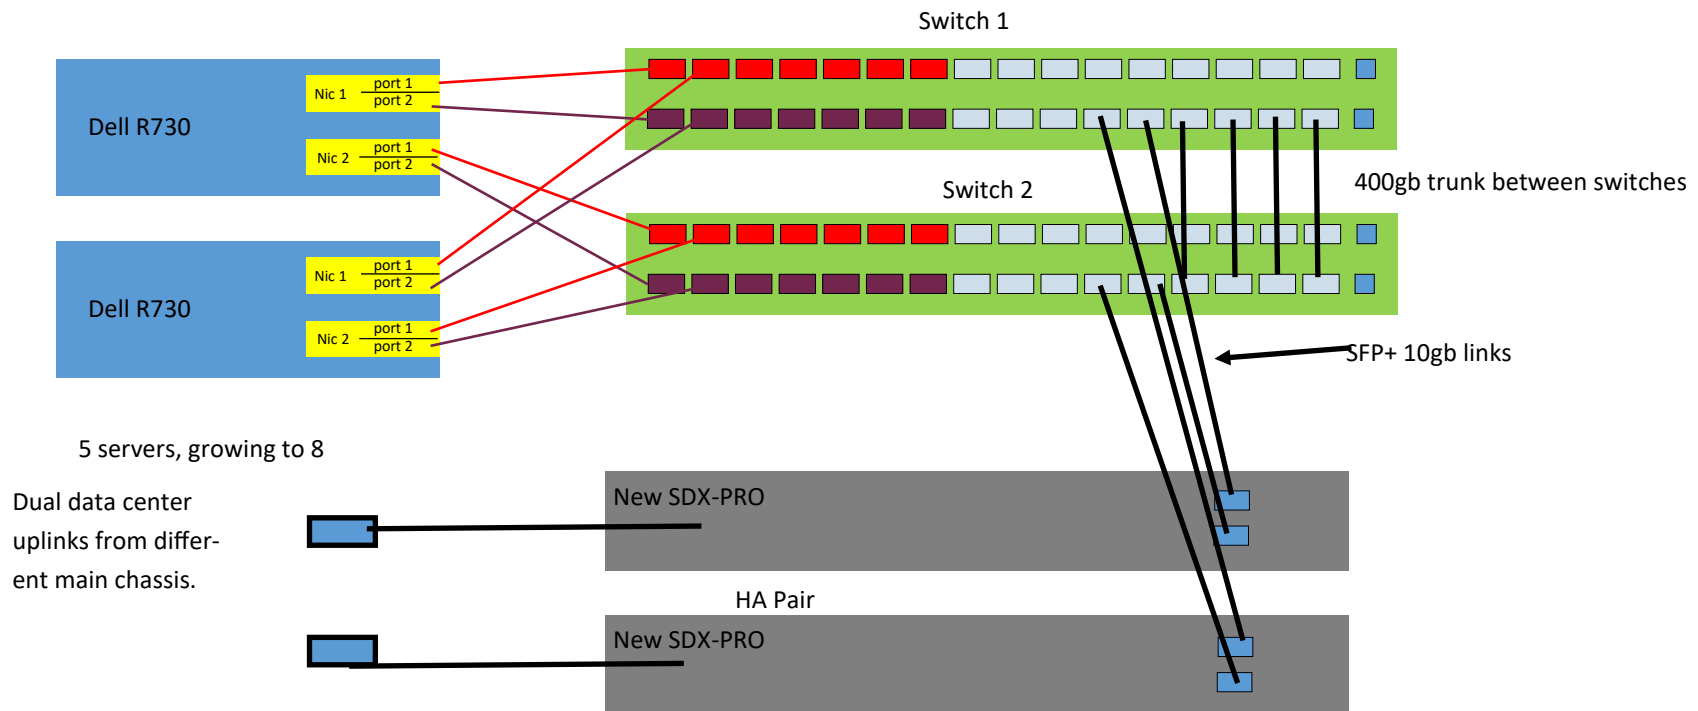 Switch 1
Dell R730
Nic 1
port 1
port 2
Nic 2
port 1
port 2
Switch 2
400gb trunk between switches
Dell R730
Nic 1
port 1
port 2
Nic 2
port 1
port 2
SFP+ 10gb links
5 servers, growing to 8
Dual data center
uplinks from differ-
ent main chassis.
New SDX-PRO
HA Pair
New SDX-PRO